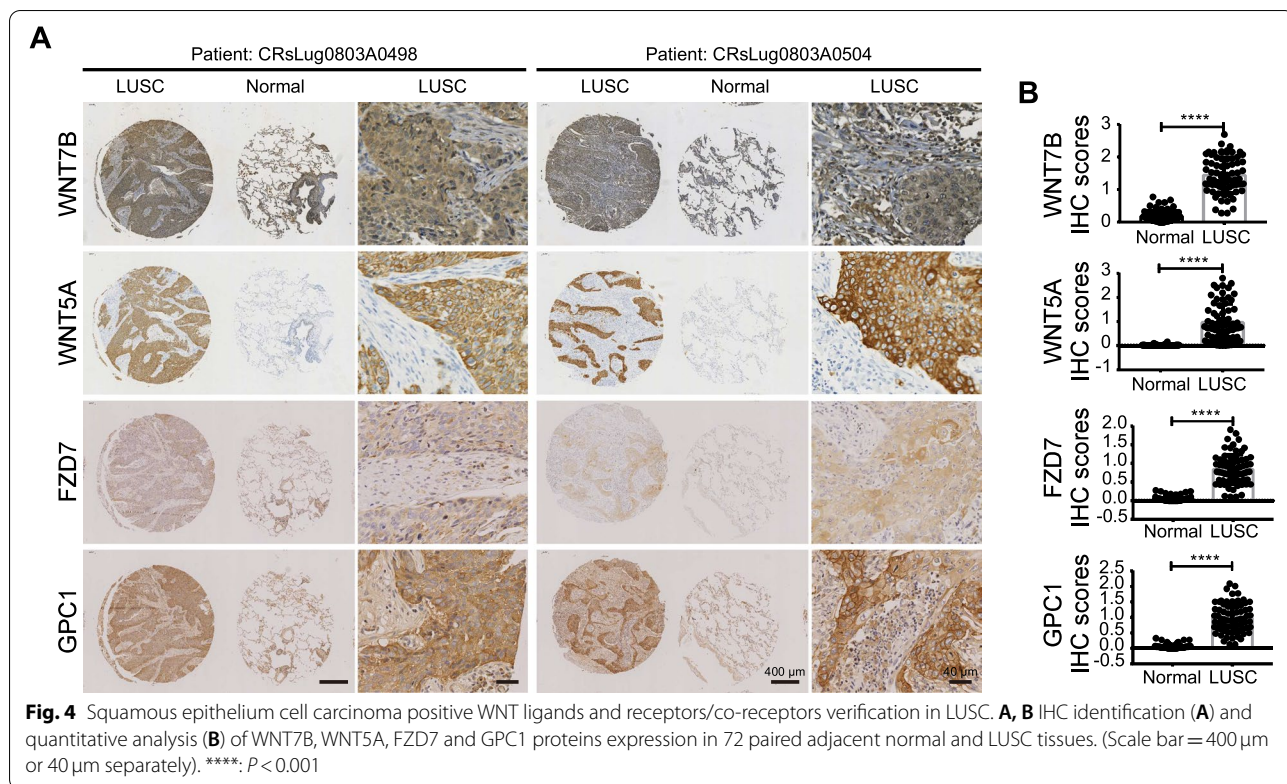 A
Patient: CRsLug0803A0498
Patient: CRsLug0803A0504
LUSC Normal LUSC LUSC Normal LUSC
WNT7B
WNT5A
FZD7
GPC1
400 µm
40 µm
B
WNT7B
IHC scores
3
2
1
0
****
Normal LUSC
WNT5A
IHC scores
3
2
1
0
-1
****
Normal LUSC
FZD7
IHC scores
2.0
1.5
1.0
0.5
0.0
-0.5
****
Normal LUSC
GPC1
IHC scores
2.5
2.0
1.5
1.0
0.5
0.0
-0.5
****
Normal LUSC
Fig. 4 Squamous epithelium cell carcinoma positive WNT ligands and receptors/co-receptors verification in LUSC. A, B IHC identification (A) and
quantitative analysis (B) of WNT7B, WNT5A, FZD7 and GPC1 proteins expression in 72 paired adjacent normal and LUSC tissues. (Scale bar = 400 µm
or 40 µm separately). ****: P < 0.001